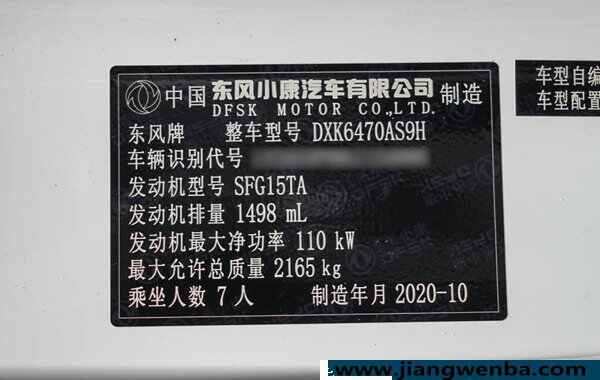 中国 东风小康汽车有限公司 制造
DFSK MOTOR CO.,LTD.
东风牌 整车型号 DXK6470AS9H
车辆识别代号
发动机型号 SFG15TA
发动机排量 1498 mL
发动机最大净功率 110 kW
最大允许总质量 2165 kg
乘坐人数 7 人 制造年月 2020-10
车型自编
车型配置
www.jiangwenba.com